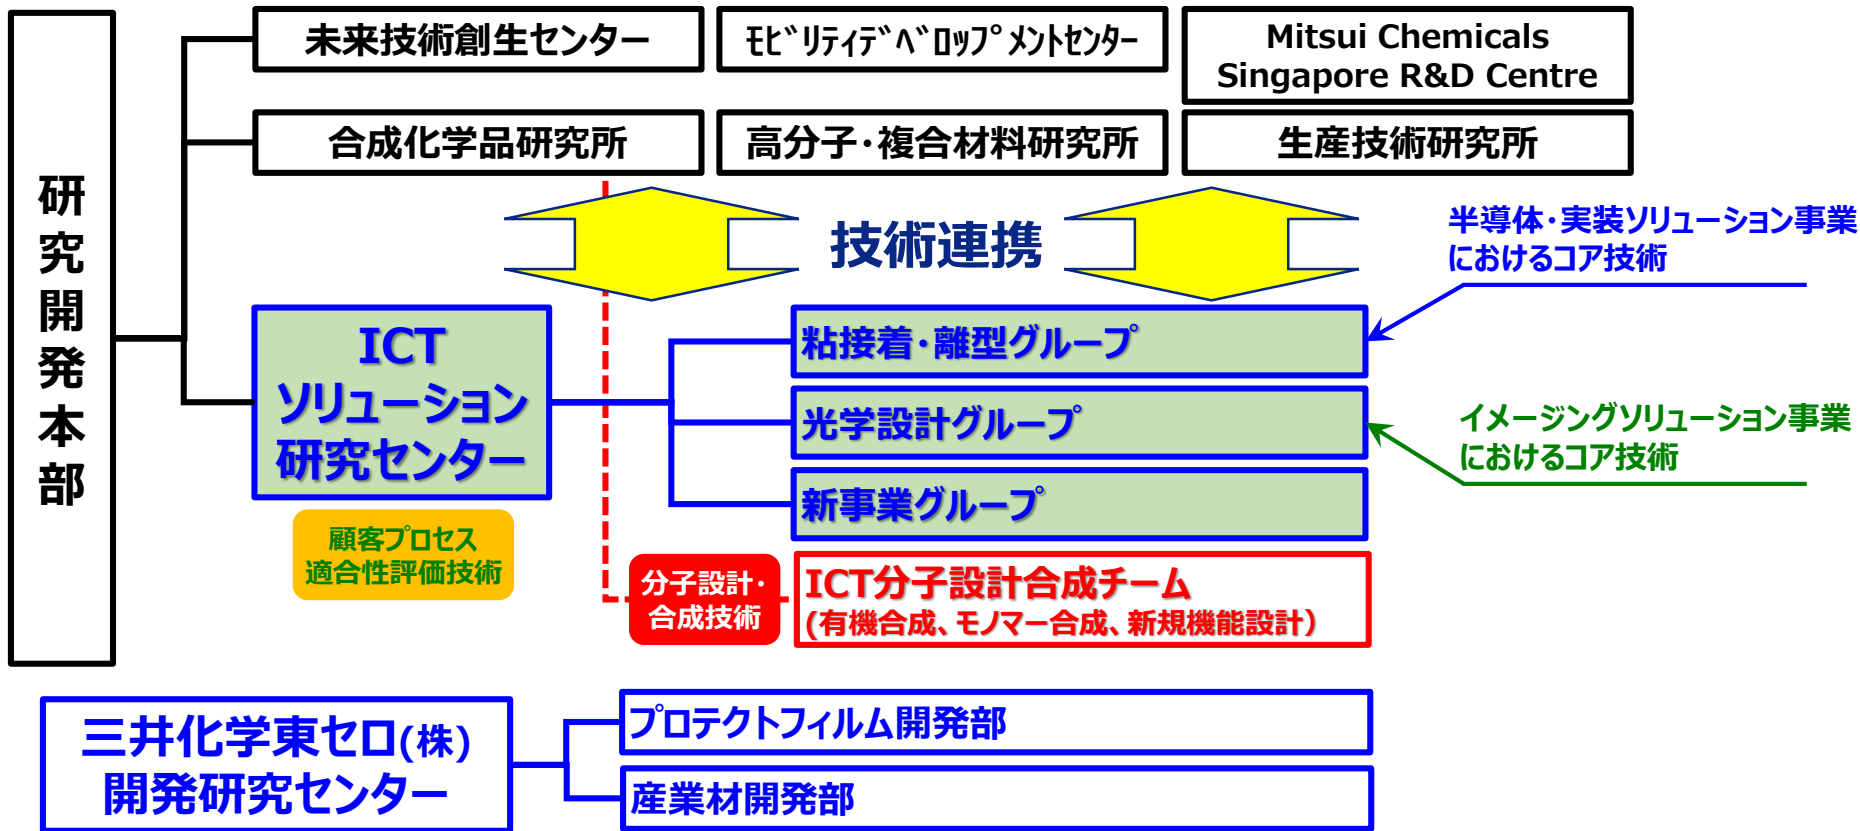 研究開発本部
未来技術創生センター
ﾓﾋﾞﾘﾃｨﾃﾞﾍﾞﾛｯﾌﾟﾒﾝﾄｾﾝﾀｰ
Mitsui Chemicals
Singapore R&D Centre
合成化学品研究所
高分子・複合材料研究所
生産技術研究所
技術連携
半導体・実装ソリューション事業
におけるコア技術
ICT
ソリューション
研究センター
粘接着・離型グループ
光学設計グループ
新事業グループ
イメージングソリューション事業
におけるコア技術
顧客プロセス
適合性評価技術
分子設計・
合成技術
ICT分子設計合成チーム
(有機合成、モノマー合成、新規機能設計）
三井化学東セロ(株)
開発研究センター
プロテクトフィルム開発部
産業材開発部